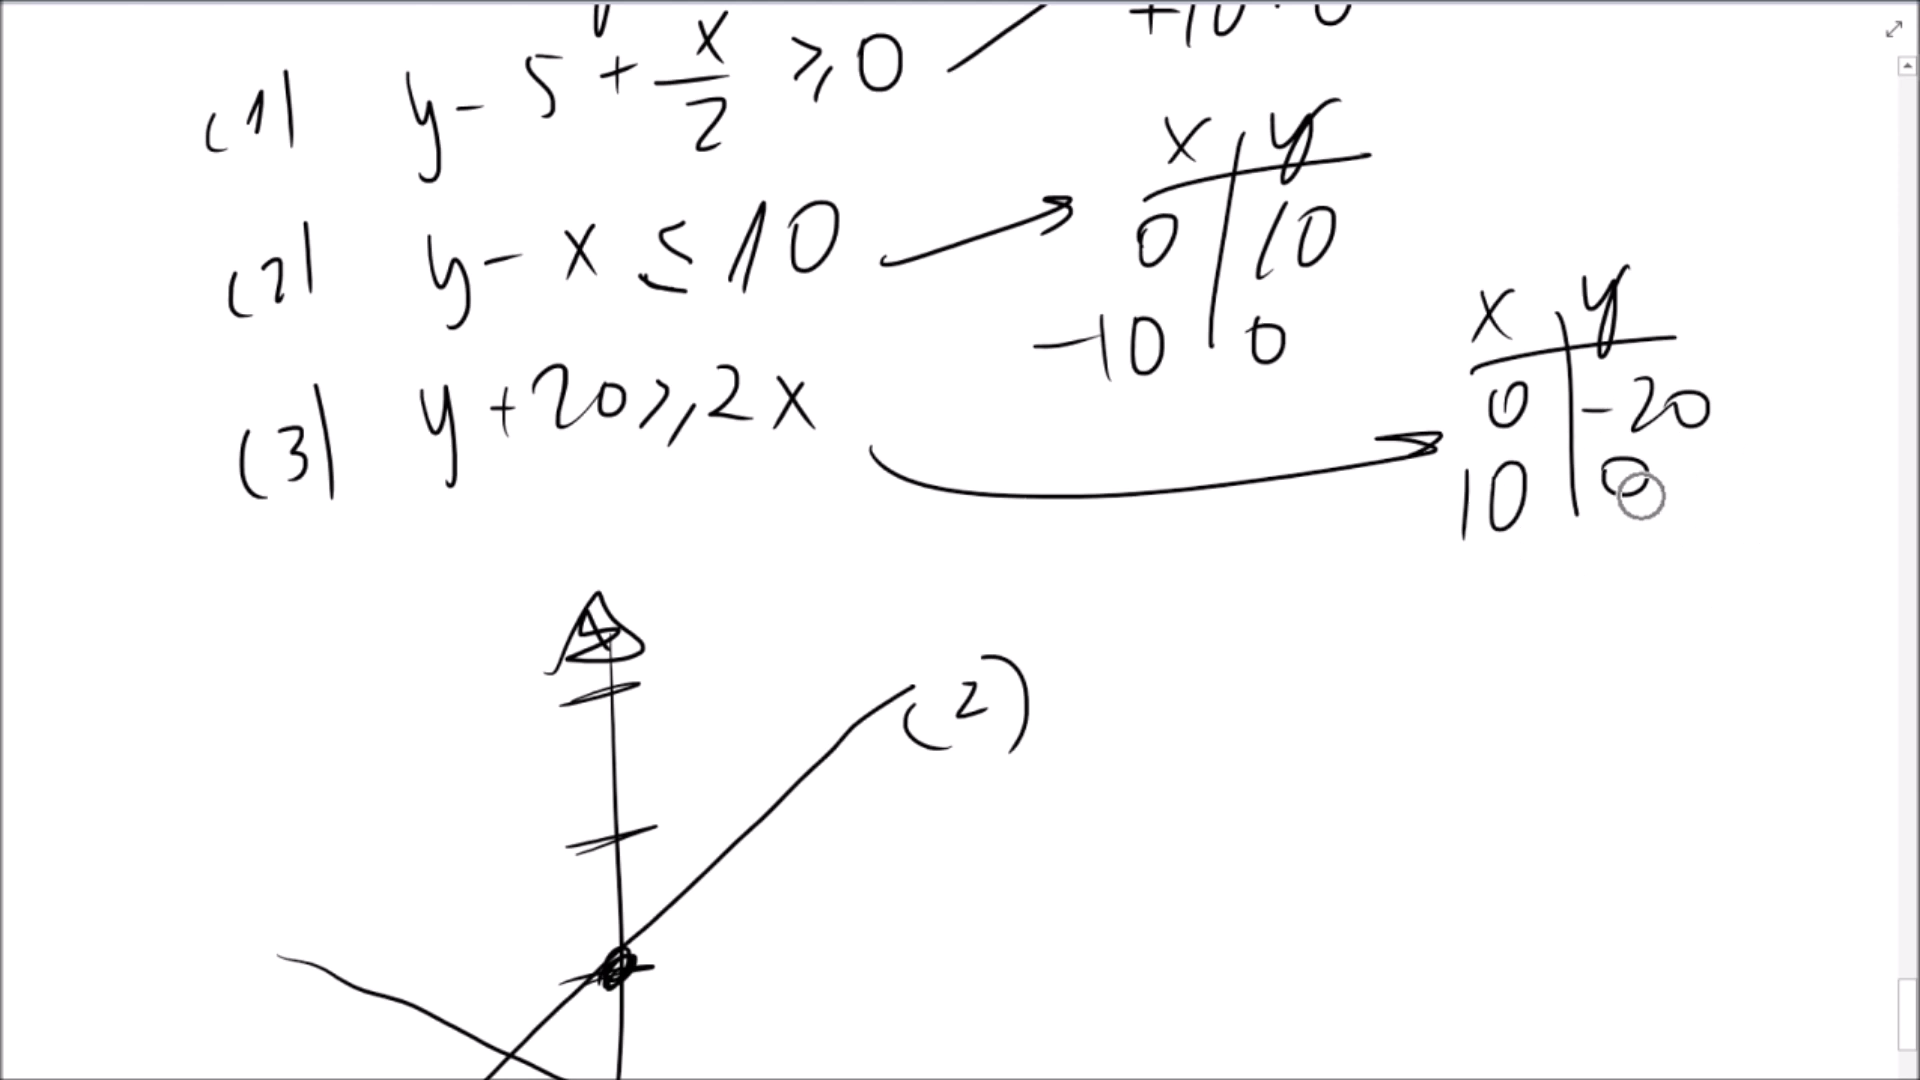 (1) y - 5 + x/2 ≥ 0
(2) y - x ≤ 10
(3) y + 20 ≥ 2x
x y
0 10
-10 0
x y
0 -20
10 0
(2)